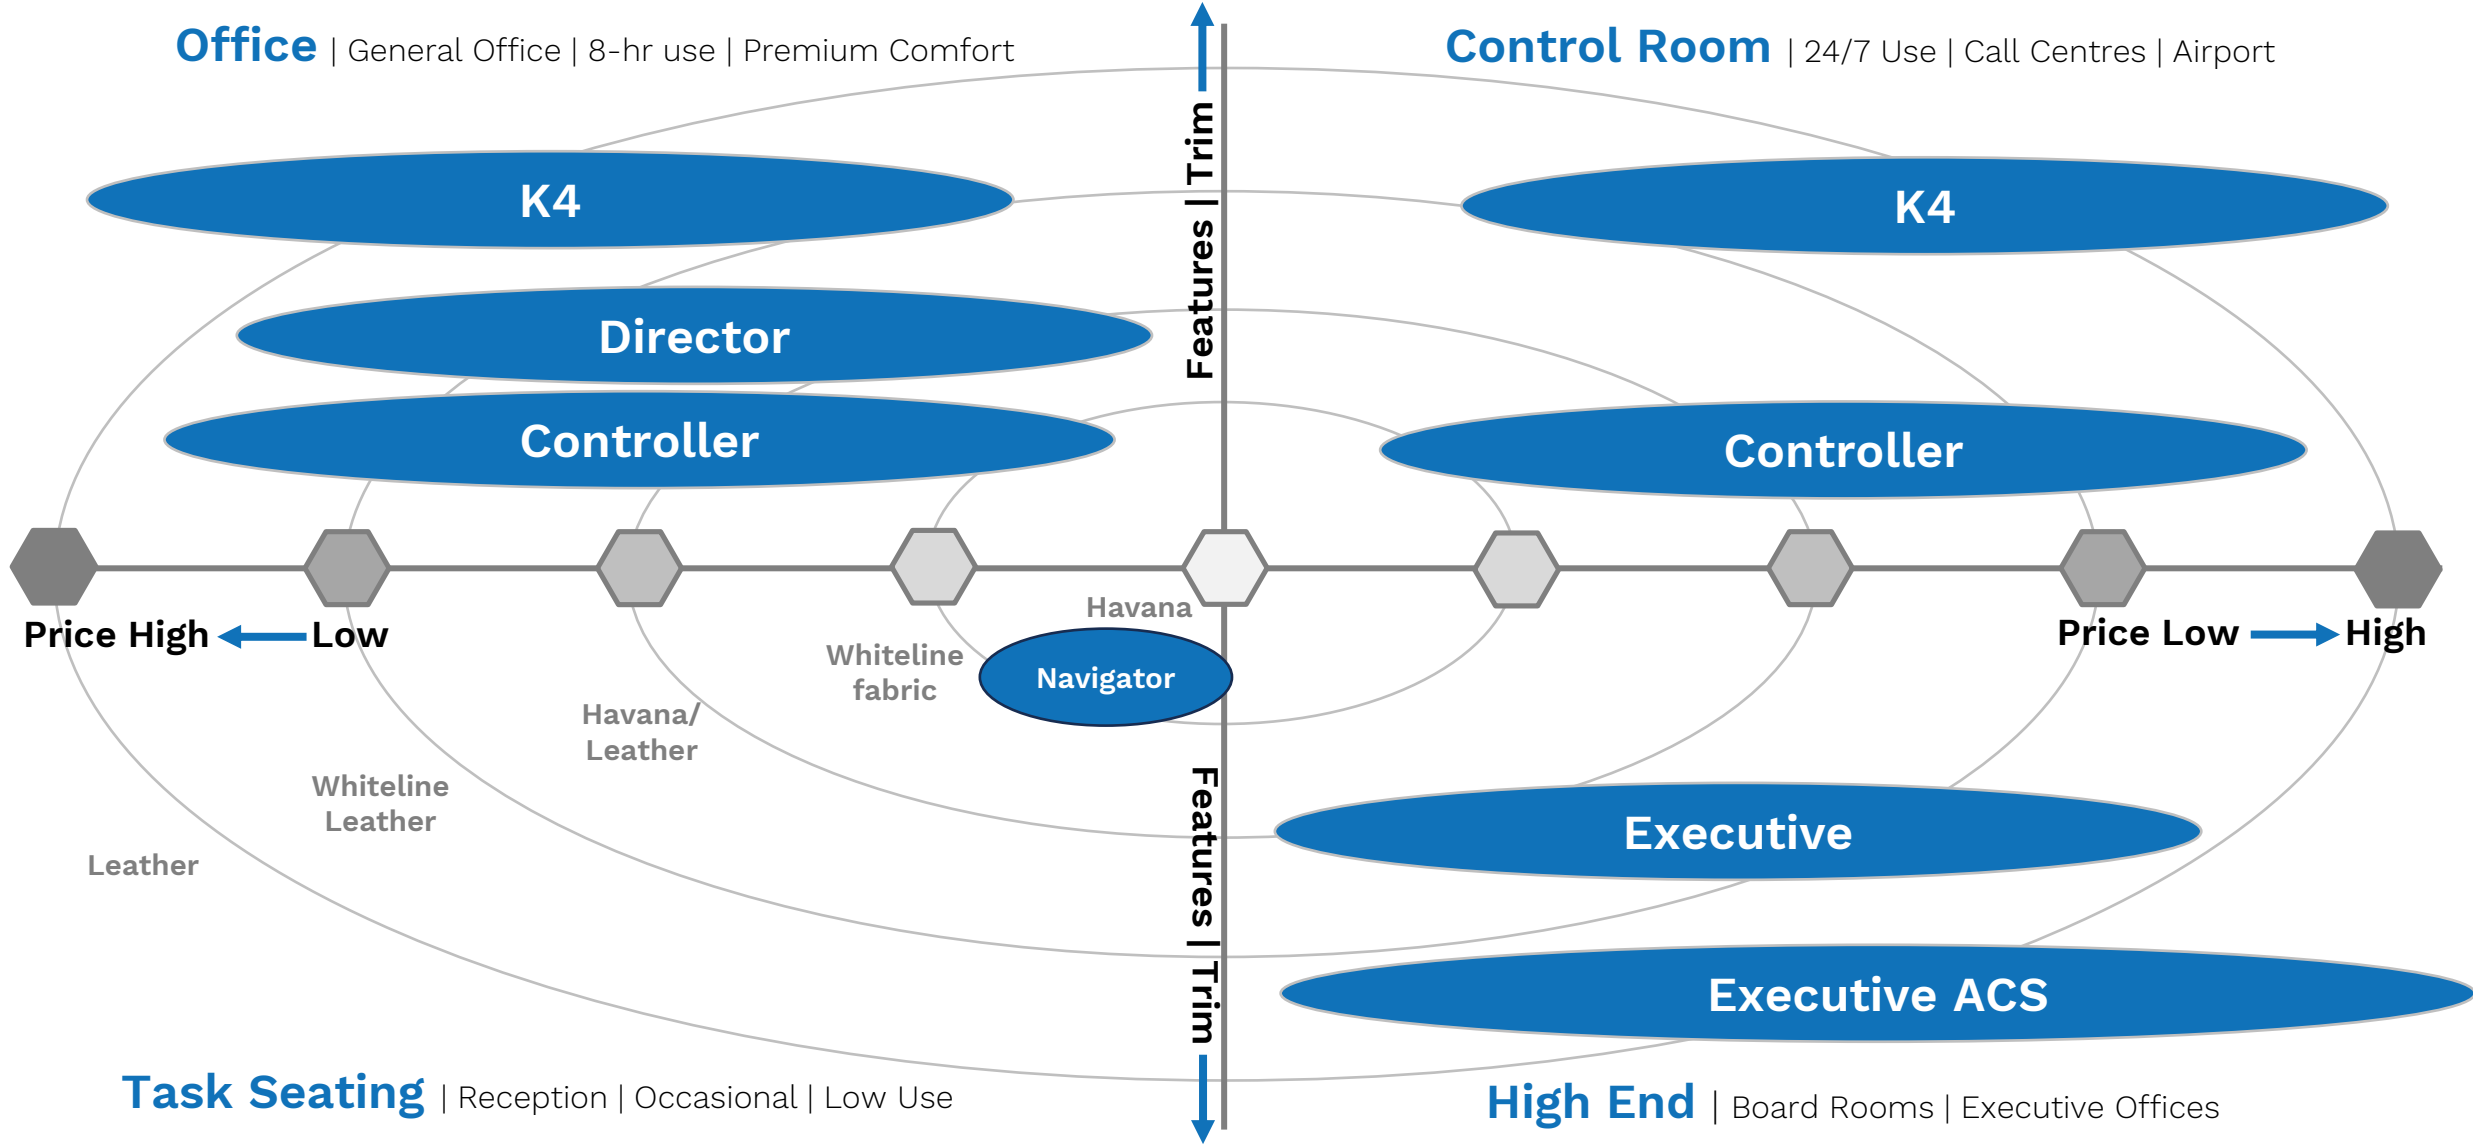 Office | General Office | 8-hr use | Premium Comfort
Control Room | 24/7 Use | Call Centres | Airport
Features | Trim
K4
K4
Director
Controller
Controller
Price High
Low
Price Low
High
Havana
Whiteline
fabric
Navigator
Havana/
Leather
Whiteline
Leather
Leather
Features | Trim
Executive
Executive ACS
Task Seating | Reception | Occasional | Low Use
High End | Board Rooms | Executive Offices